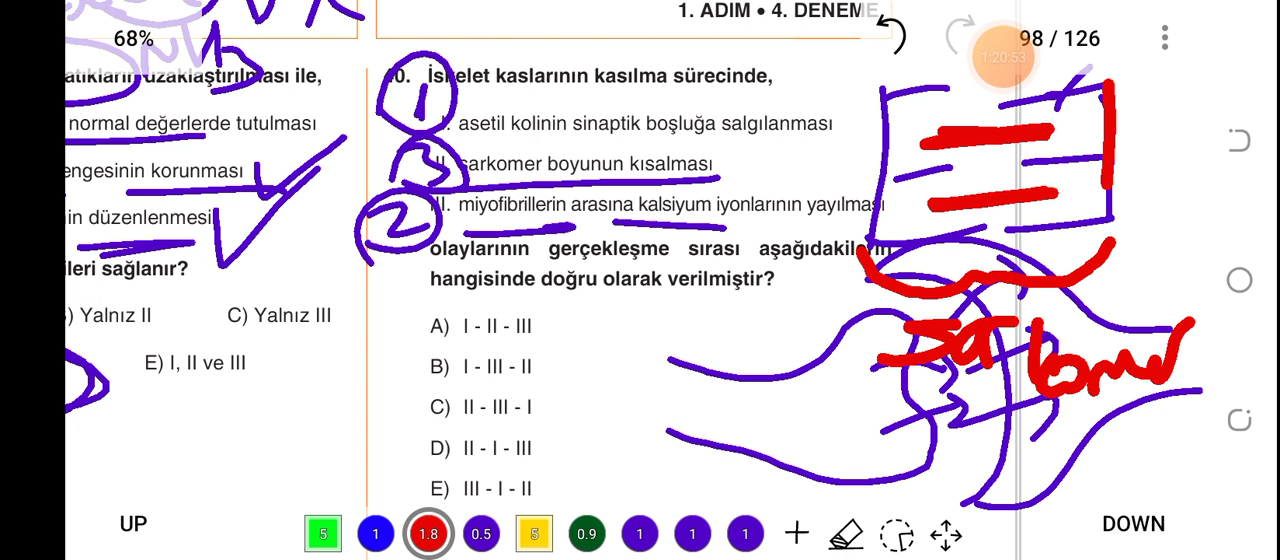 1. ADIM • 4. DENEME
68%
98 / 126
1:20:53
atıkların uzaklaştırılması ile,
normal değerlerde tutulması
engesinin korunması
in düzenlenmesi
ileri sağlanır?
B) Yalnız II C) Yalnız III
E) I, II ve III
İskelet kaslarının kasılma sürecinde,
1
I. asetil kolinin sinaptik boşluğa salgılanması
3
II. sarkomer boyunun kısalması
2
III. miyofibrillerin arasına kalsiyum iyonlarının yayılması
olaylarının gerçekleşme sırası aşağıdakilerin
hangisinde doğru olarak verilmiştir?
A) I - II - III
B) I - III - II
C) II - III - I
D) II - I - III
E) III - I - II
UP
5 1 1.8 0.5 5 0.9 1 1 1
DOWN